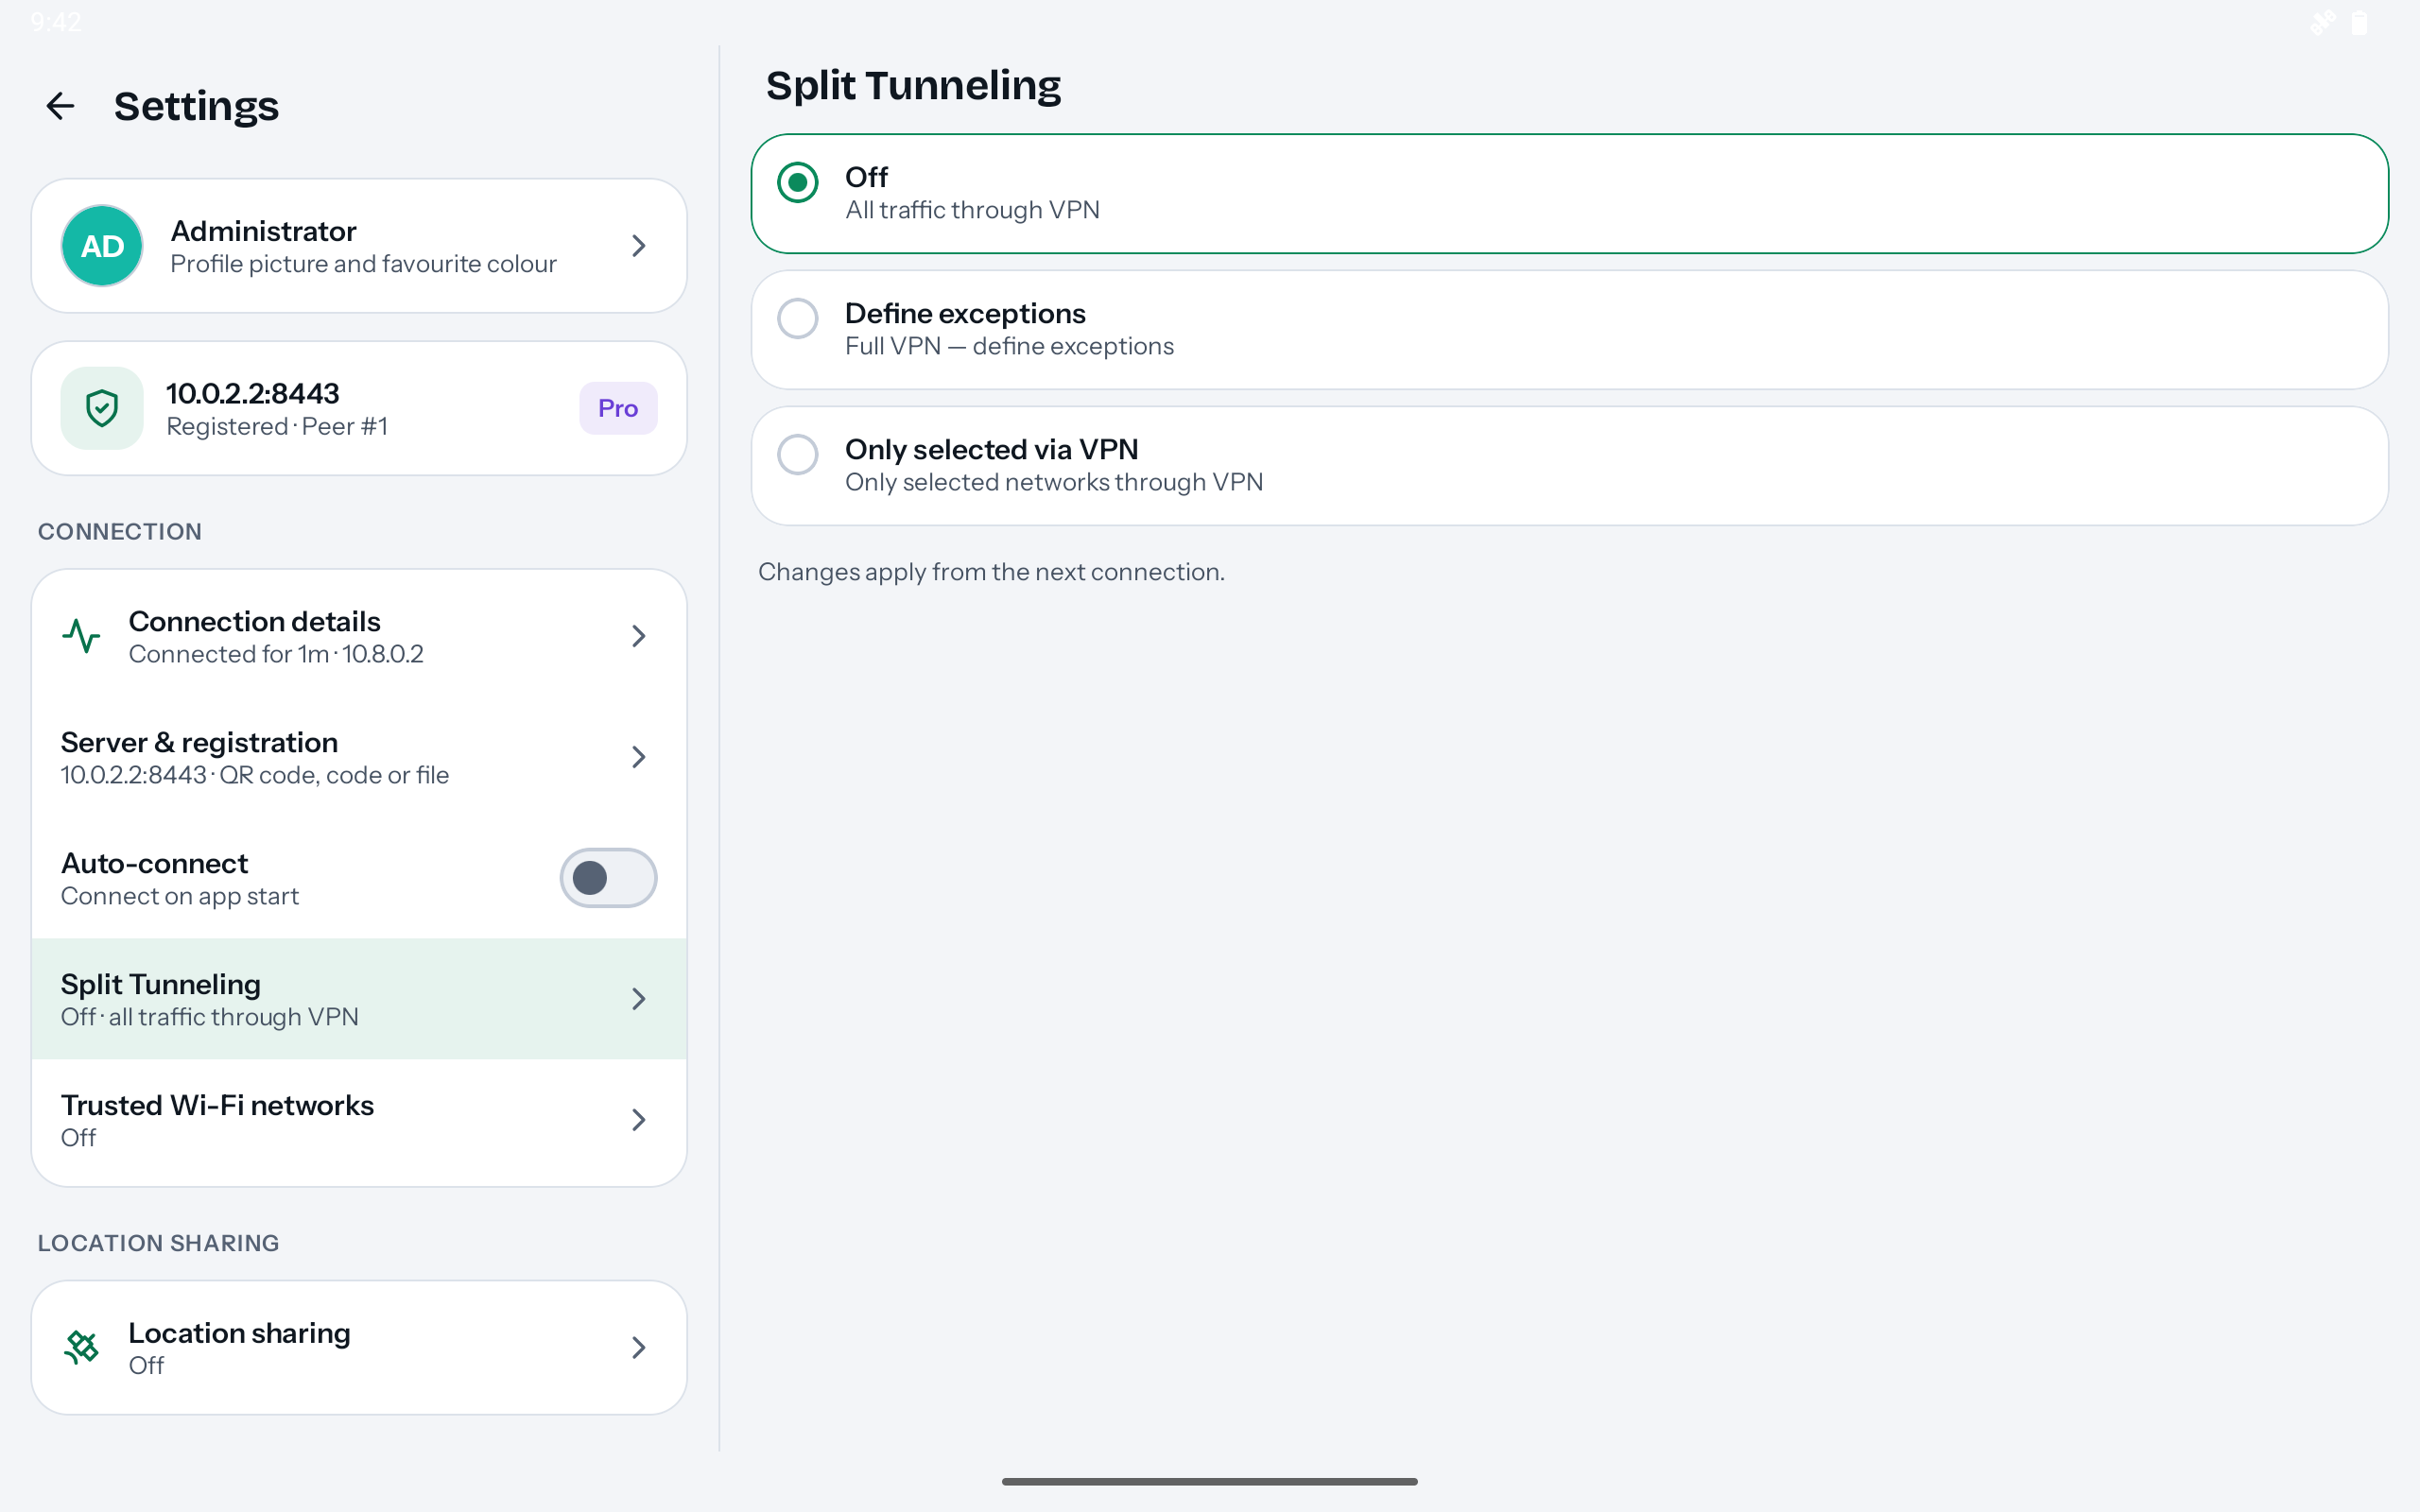 9:42
Settings
AD
Administrator
Profile picture and favourite colour
10.0.2.2:8443
Registered · Peer #1
Pro
CONNECTION
Connection details
Connected for 1m · 10.8.0.2
Server & registration
10.0.2.2:8443 · QR code, code or file
Auto-connect
Connect on app start
Split Tunneling
Off · all traffic through VPN
Trusted Wi-Fi networks
Off
LOCATION SHARING
Location sharing
Off
Split Tunneling
Off
All traffic through VPN
Define exceptions
Full VPN — define exceptions
Only selected via VPN
Only selected networks through VPN
Changes apply from the next connection.